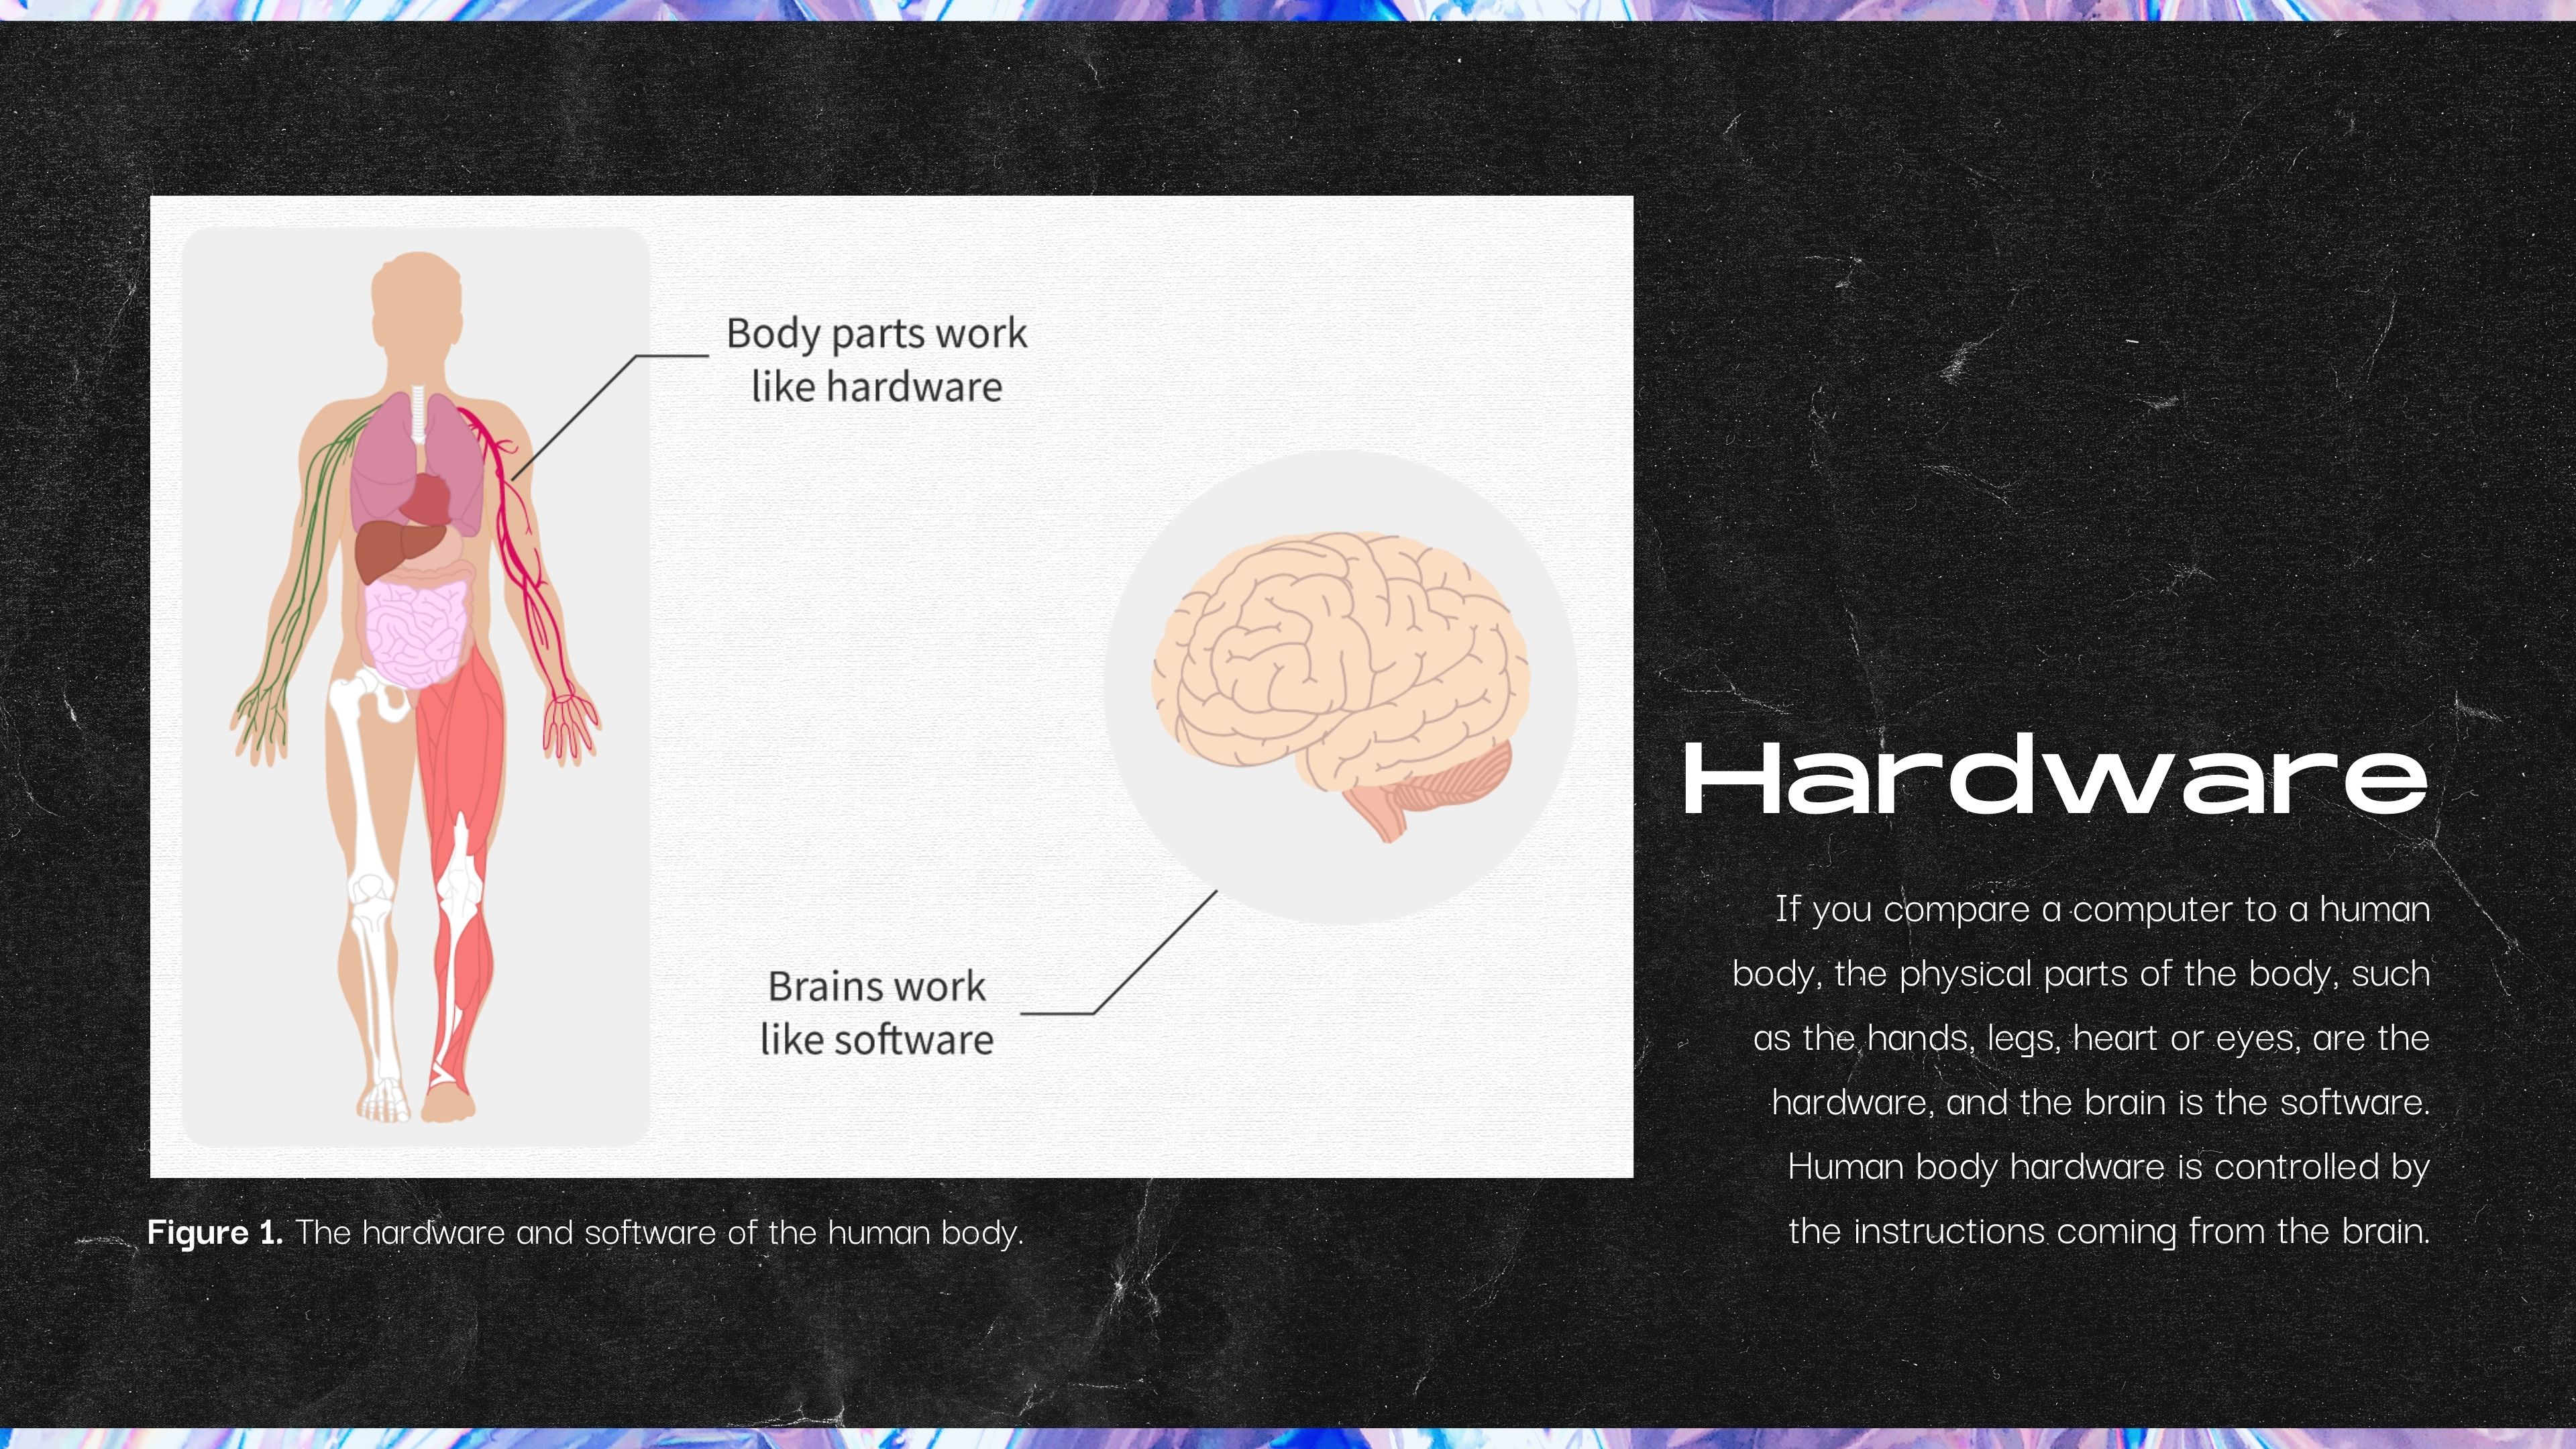 Body parts work
like hardware
Brains work
like software
Figure 1. The hardware and software of the human body.
Hardware
If you compare a computer to a human
body, the physical parts of the body, such
as the hands, legs, heart or eyes, are the
hardware, and the brain is the software.
Human body hardware is controlled by
the instructions coming from the brain.